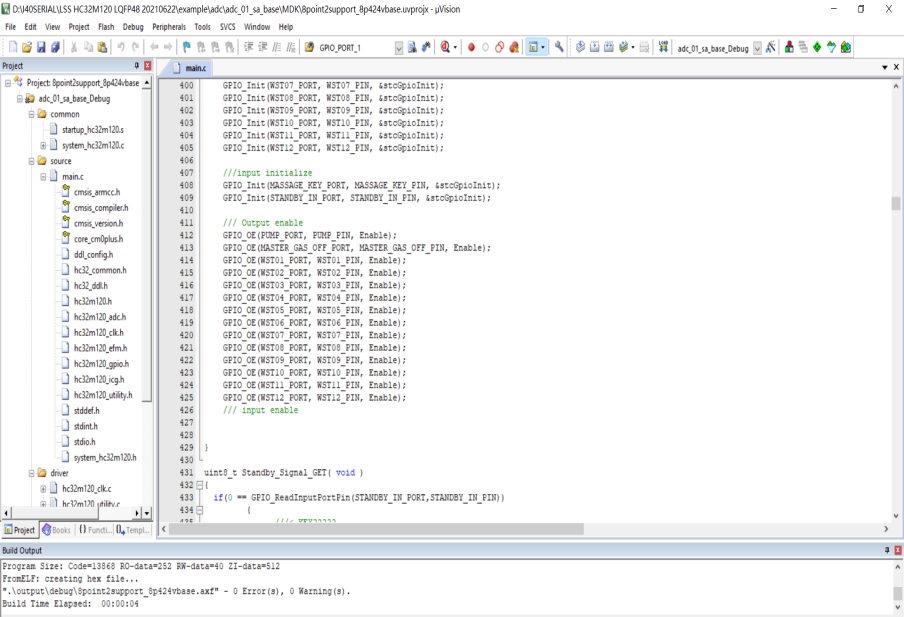 D:\J40SERIAL\LSS HC32M120 LQFP48 20210622\example\adc\adc_01_sa_base\MDK\8point2support_8p424vbase.uvprojx - µVision
File Edit View Project Flash Debug Peripherals Tools SVCS Window Help
GPIO_PORT_1
LOAD
adc_01_sa_base_Debug
Project
Project: 8point2support_8p424vbase
adc_01_sa_base_Debug
common
startup_hc32m120.s
system_hc32m120.c
source
main.c
cmsis_armcc.h
cmsis_compiler.h
cmsis_version.h
core_cm0plus.h
ddl_config.h
hc32_common.h
hc32_ddl.h
hc32m120.h
hc32m120_adc.h
hc32m120_clk.h
hc32m120_efm.h
hc32m120_gpio.h
hc32m120_icg.h
hc32m120_utility.h
stddef.h
stdint.h
stdio.h
system_hc32m120.h
driver
hc32m120_clk.c
hc32m120_utility.c
Project Books {} Functi... Templ...
main.c
400 GPIO_Init(WST07_PORT, WST07_PIN, &stcGpioInit);
401 GPIO_Init(WST08_PORT, WST08_PIN, &stcGpioInit);
402 GPIO_Init(WST09_PORT, WST09_PIN, &stcGpioInit);
403 GPIO_Init(WST10_PORT, WST10_PIN, &stcGpioInit);
404 GPIO_Init(WST11_PORT, WST11_PIN, &stcGpioInit);
405 GPIO_Init(WST12_PORT, WST12_PIN, &stcGpioInit);
406
407 ///input initialize
408 GPIO_Init(MASSAGE_KEY_PORT, MASSAGE_KEY_PIN, &stcGpioInit);
409 GPIO_Init(STANDBY_IN_PORT, STANDBY_IN_PIN, &stcGpioInit);
410
411 /// Output enable
412 GPIO_OE(PUMP_PORT, PUMP_PIN, Enable);
413 GPIO_OE(MASTER_GAS_OFF_PORT, MASTER_GAS_OFF_PIN, Enable);
414 GPIO_OE(WST01_PORT, WST01_PIN, Enable);
415 GPIO_OE(WST02_PORT, WST02_PIN, Enable);
416 GPIO_OE(WST03_PORT, WST03_PIN, Enable);
417 GPIO_OE(WST04_PORT, WST04_PIN, Enable);
418 GPIO_OE(WST05_PORT, WST05_PIN, Enable);
419 GPIO_OE(WST06_PORT, WST06_PIN, Enable);
420 GPIO_OE(WST07_PORT, WST07_PIN, Enable);
421 GPIO_OE(WST08_PORT, WST08_PIN, Enable);
422 GPIO_OE(WST09_PORT, WST09_PIN, Enable);
423 GPIO_OE(WST10_PORT, WST10_PIN, Enable);
424 GPIO_OE(WST11_PORT, WST11_PIN, Enable);
425 GPIO_OE(WST12_PORT, WST12_PIN, Enable);
426 /// input enable
427
428
429 }
430
431 uint8_t Standby_Signal_GET( void )
432 {
433 if(0 == GPIO_ReadInputPortPin(STANDBY_IN_PORT,STANDBY_IN_PIN))
434 {
435 ///< KEY22222
Build Output
Program Size: Code=13868 RO-data=252 RW-data=40 ZI-data=512
FromELF: creating hex file...
".\output\debug\8point2support_8p424vbase.axf" - 0 Error(s), 0 Warning(s).
Build Time Elapsed: 00:00:04